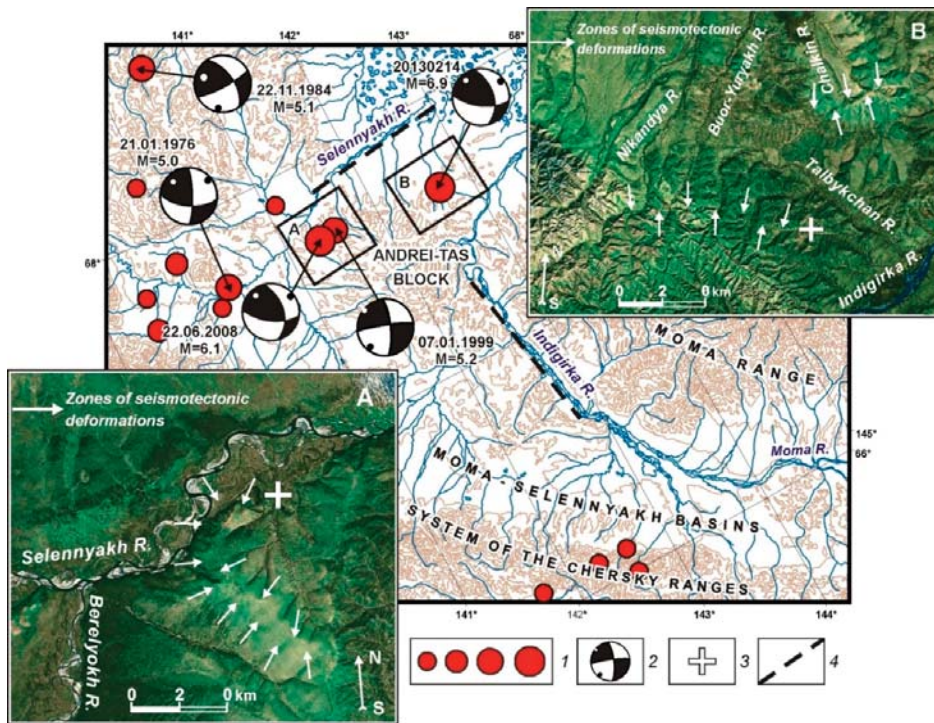 141°
142°
143°
68°
20130214
M=6.9
22.11.1984
M=5.1
Selennyakh R.
21.01.1976
M=5.0
B
A
ANDREI-TAS
BLOCK
68°
22.06.2008
M=6.1
07.01.1999
M=5.2
Indigirka R.
MOMA RANGE
145°
66°
Moma R.
MOMA-SELENNYAKH BASINS
SYSTEM OF THE CHERSKY RANGES
141°
142°
143°
144°
Zones of seismotectonic
deformations
B
Nikandya R.
Buor-Yuryakh R.
Talbykchan R.
Indigirka R.
S
2 0 km
Zones of seismotectonic
deformations
A
Selennyakh R.
Berelyokh R.
N
S
2 0 2 km
1
2
3
4